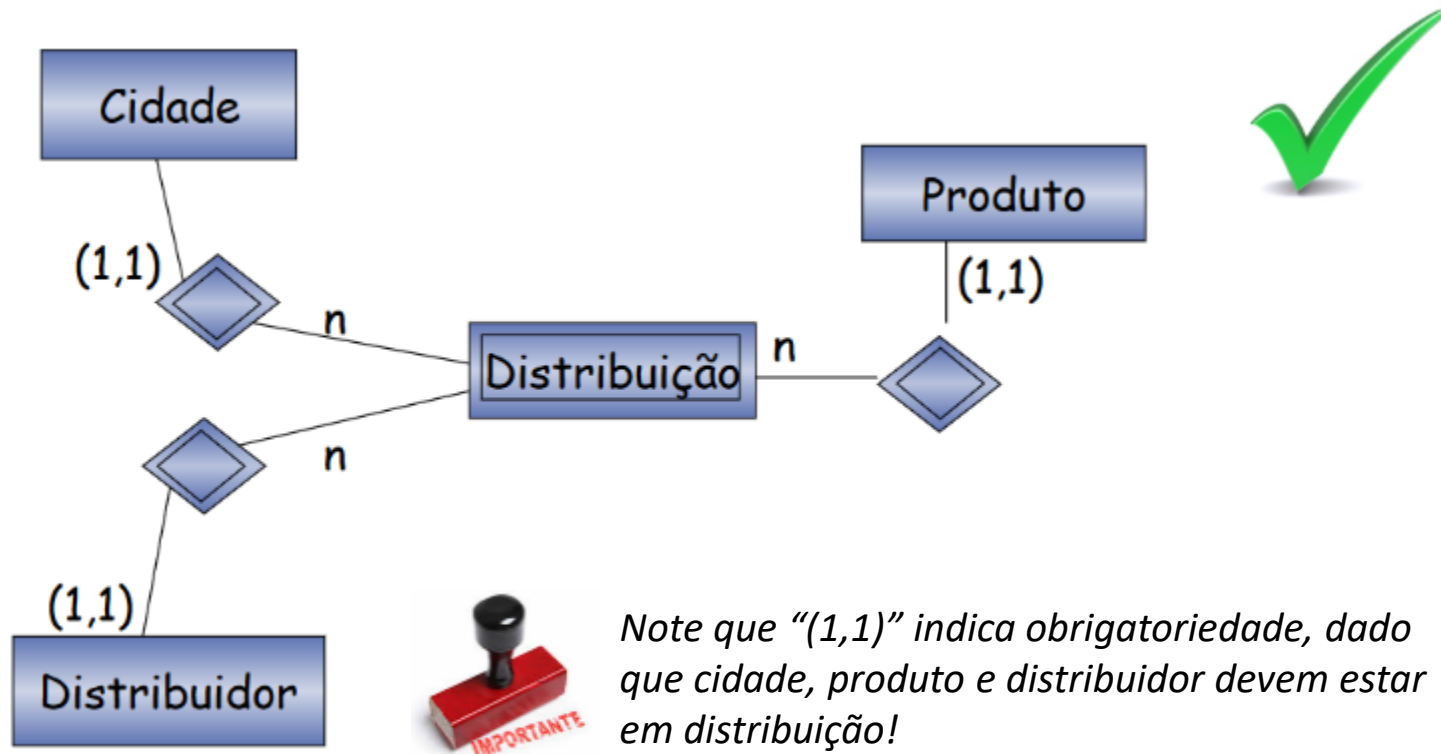 Cidade
Produto
(1,1)
(1,1)
n
Distribuição
n
n
(1,1)
Distribuidor
Note que “(1,1)” indica obrigatoriedade, dado
que cidade, produto e distribuidor devem estar
em distribuição!
IMPORTANTE